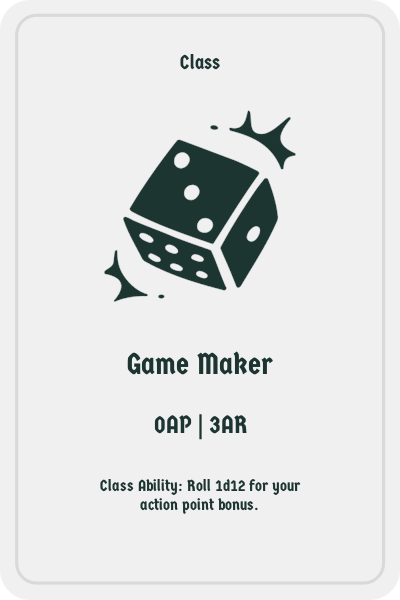 Class
Game Maker
0AP | 3AR
Class Ability: Roll 1d12 for your
action point bonus.